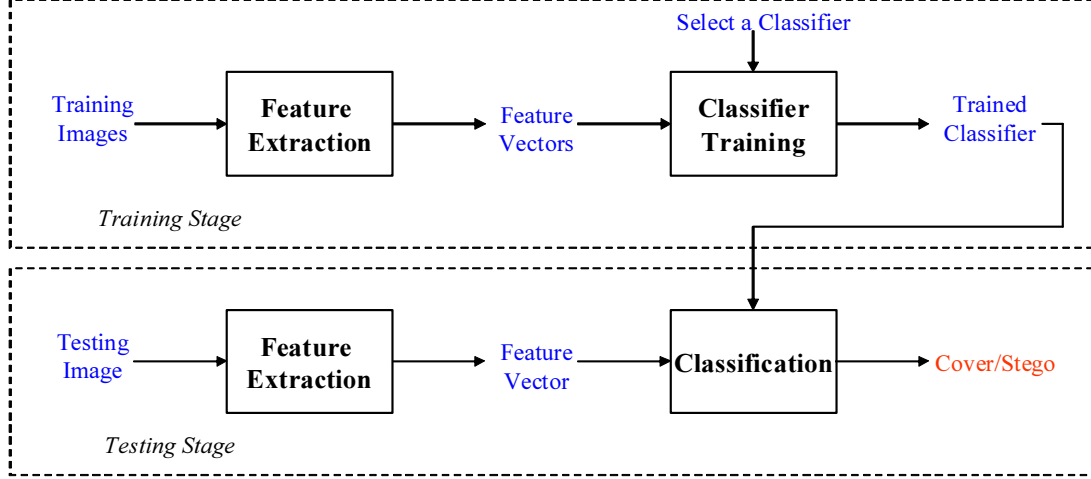 Select a Classifier
Training
Images
Feature
Extraction
Feature
Vectors
Classifier
Training
Trained
Classifier
Training Stage
Testing
Image
Feature
Extraction
Feature
Vector
Classification
Cover/Stego
Testing Stage